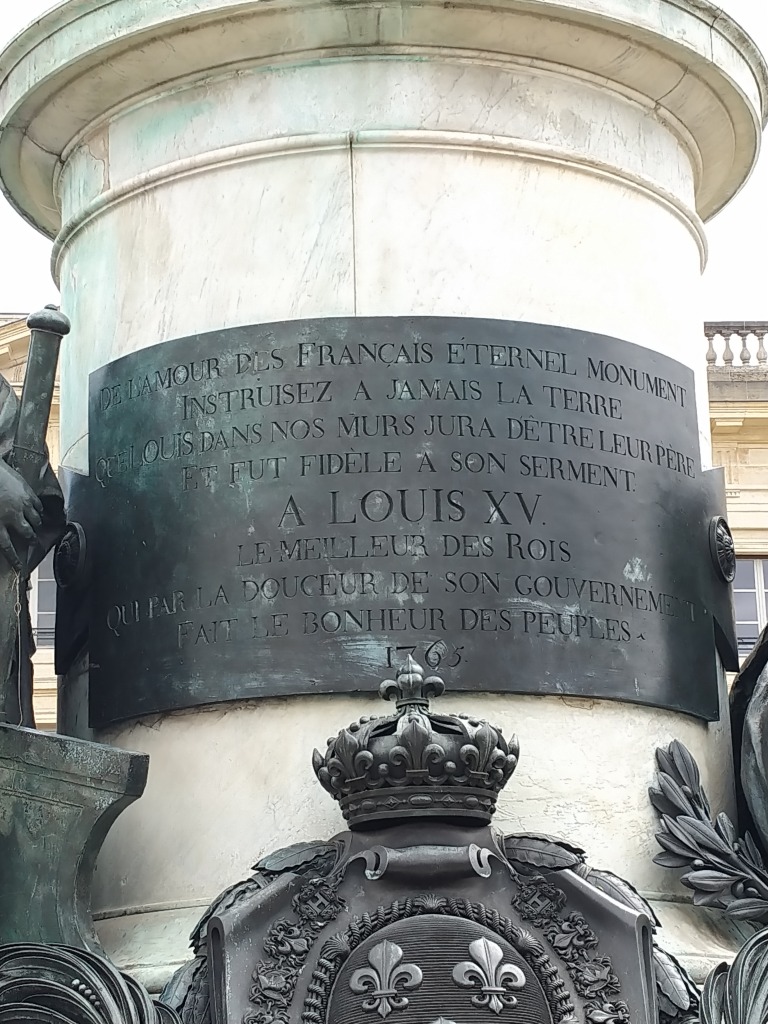 DE L'AMOUR DES FRANÇAIS ÉTERNEL MONUMENT
INSTRUISEZ A JAMAIS LA TERRE
QUE LOUIS DANS NOS MURS JURA D'ÊTRE LEUR PÈRE
ET FUT FIDÈLE A SON SERMENT.
A LOUIS XV.
LE MEILLEUR DES ROIS
QUI PAR LA DOUCEUR DE SON GOUVERNEMENT
FAIT LE BONHEUR DES PEUPLES
1765.
H
H